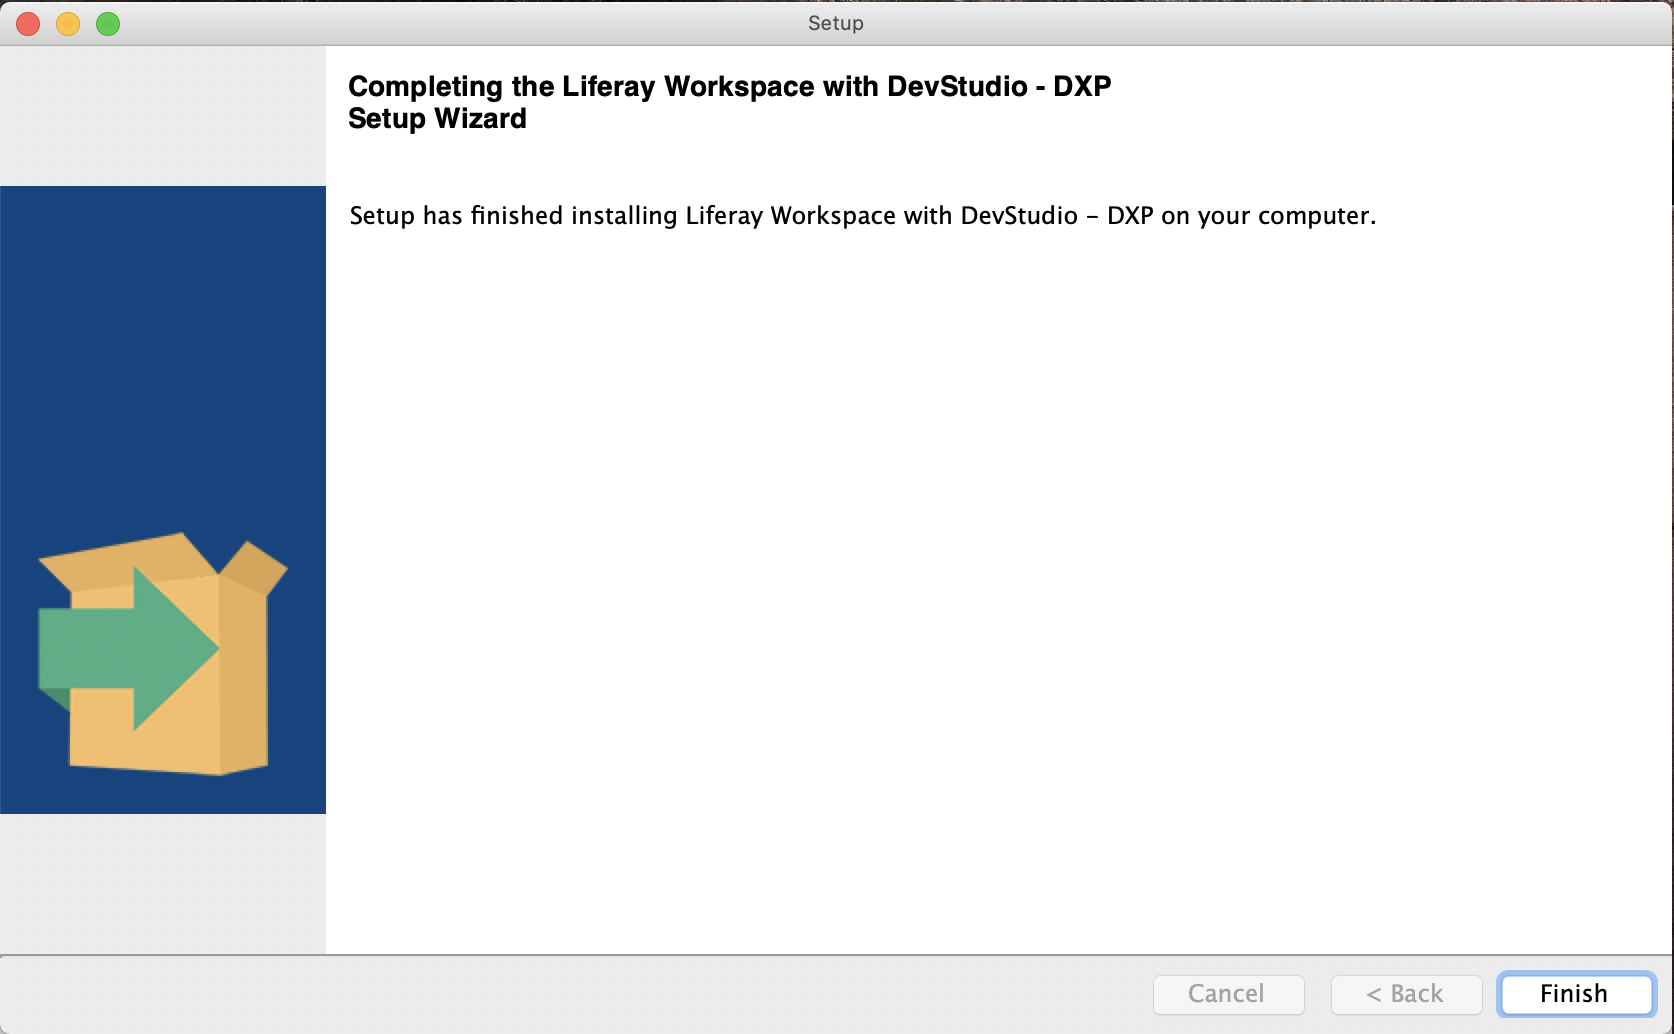 Setup
Completing the Liferay Workspace with DevStudio - DXP
Setup Wizard
Setup has finished installing Liferay Workspace with DevStudio – DXP on your computer.
Cancel
< Back
Finish